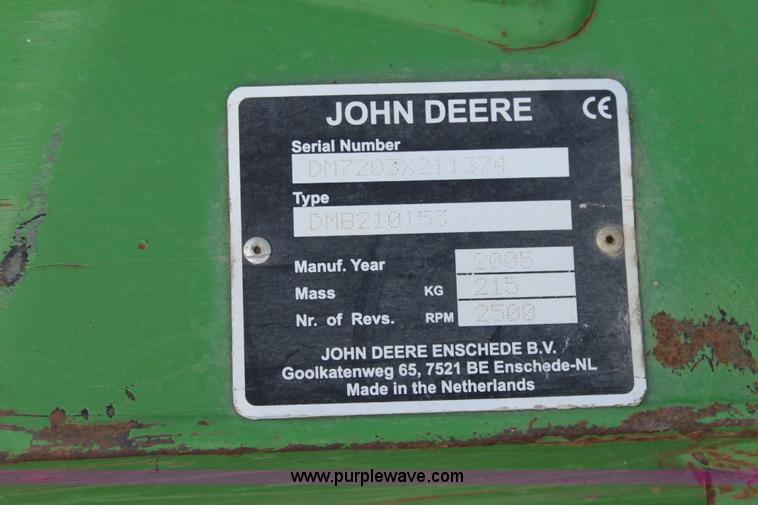 JOHN DEERE CE
Serial Number
DM7203X211374
Type
DMB210153
Manuf. Year 2005
Mass KG 215
Nr. of Revs. RPM 2500
JOHN DEERE ENSCHEDE B.V.
Goolkatenweg 65, 7521 BE Enschede-NL
Made in the Netherlands
www.purplewave.com